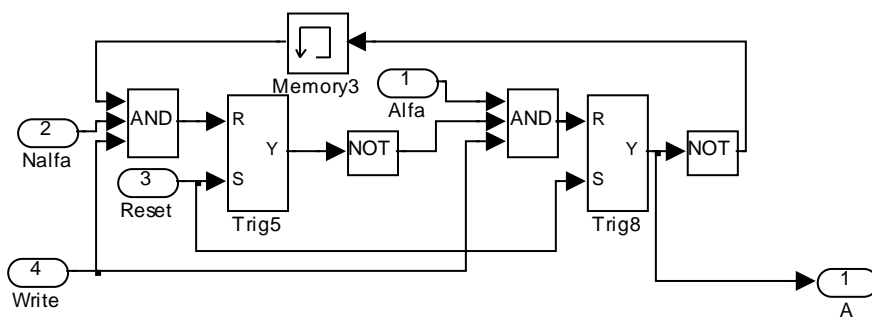 Memory3
1
Alfa
AND
R
Y
S
Trig5
NOT
AND
R
Y
S
Trig8
NOT
2
Nalfa
3
Reset
4
Write
1
A